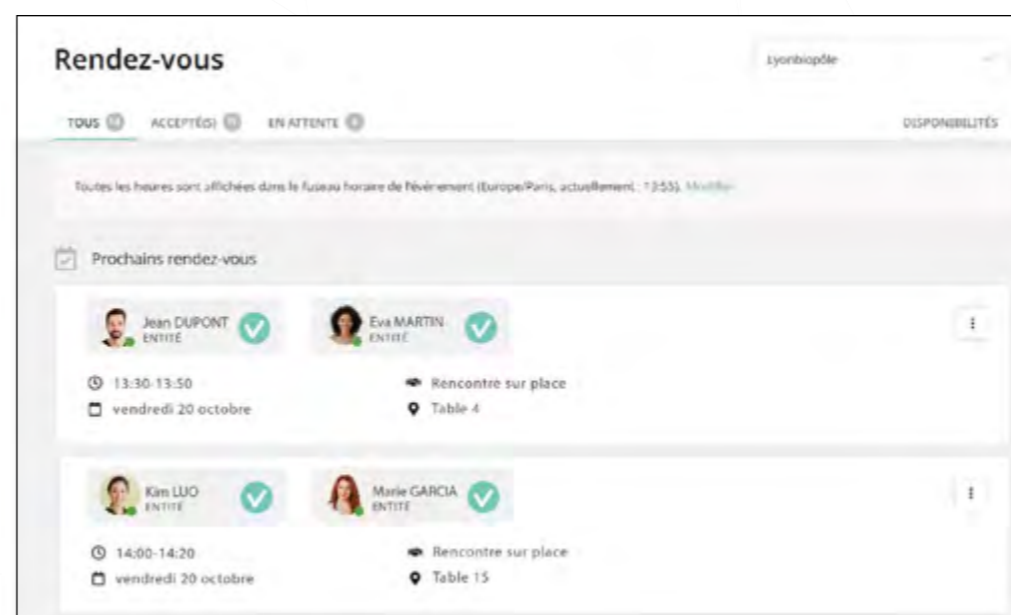 Rendez-vous
Lyonbiopôle
TOUS ACCEPTÉ(S) EN ATTENTE DISPONIBILITÉS
Toutes les heures sont affichées dans le fuseau horaire de l'événement (Europe/Paris, actuellement : 13:55). Modifier
Prochains rendez-vous
Jean DUPONT
ENTITÉ
Eva MARTIN
ENTITÉ
13:30-13:50
Rencontre sur place
vendredi 20 octobre
Table 4
Kim LUO
ENTITÉ
Marie GARCIA
ENTITÉ
14:00-14:20
Rencontre sur place
vendredi 20 octobre
Table 15